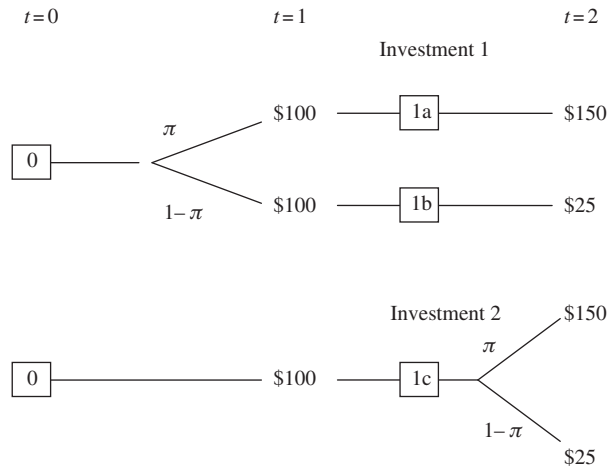 t=0 t=1 t=2
Investment 1
π $100 1a $150
0
1–π $100 1b $25
Investment 2 $150
π
0 $100 1c
1–π
$25